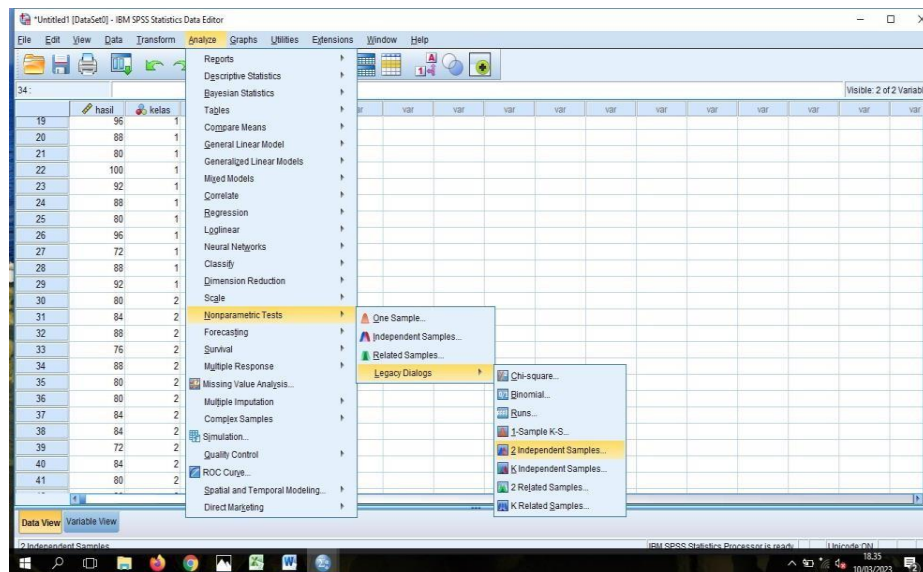 *Untitled1 [DataSet0] - IBM SPSS Statistics Data Editor
File Edit View Data Transform Analyze Graphs Utilities Extensions Window Help
34 :
Visible: 2 of 2 Variabl
hasil kelas var var var var var var var var var var var
19 96 1
20 88 1
21 80 1
22 100 1
23 92 1
24 88 1
25 80 1
26 96 1
27 72 1
28 88 1
29 92 1
30 80 2
31 84 2
32 88 2
33 76 2
34 88 2
35 80 2
36 80 2
37 84 2
38 84 2
39 72 2
40 84 2
41 80 2
Reports
Descriptive Statistics
Bayesian Statistics
Tables
Compare Means
General Linear Model
Generalized Linear Models
Mixed Models
Correlate
Regression
Loglinear
Neural Networks
Classify
Dimension Reduction
Scale
Nonparametric Tests
Forecasting
Survival
Multiple Response
Missing Value Analysis...
Multiple Imputation
Complex Samples
Simulation...
Quality Control
ROC Curve...
Spatial and Temporal Modeling...
Direct Marketing
One Sample...
Independent Samples...
Related Samples...
Legacy Dialogs
Chi-square...
Binomial...
Runs...
1-Sample K-S...
2 Independent Samples...
K Independent Samples...
2 Related Samples...
K Related Samples...
Data View Variable View
2 Independent Samples...
IBM SPSS Statistics Processor is ready Unicode:ON
18.35
10/03/2023